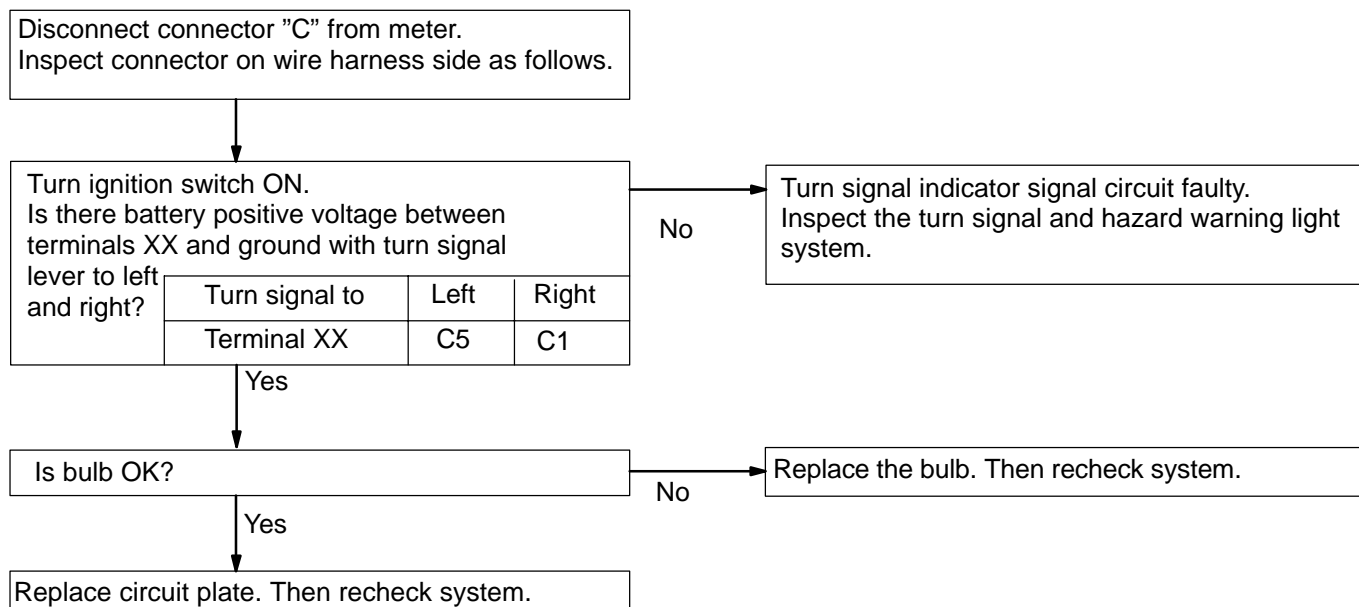 Disconnect connector ”C” from meter.
Inspect connector on wire harness side as follows.
Turn ignition switch ON.
Is there battery positive voltage between
terminals XX and ground with turn signal
lever to left
and right?
Turn signal to Left Right
Terminal XX C5 C1
No
Turn signal indicator signal circuit faulty.
Inspect the turn signal and hazard warning light
system.
Yes
Is bulb OK?
No
Replace the bulb. Then recheck system.
Yes
Replace circuit plate. Then recheck system.